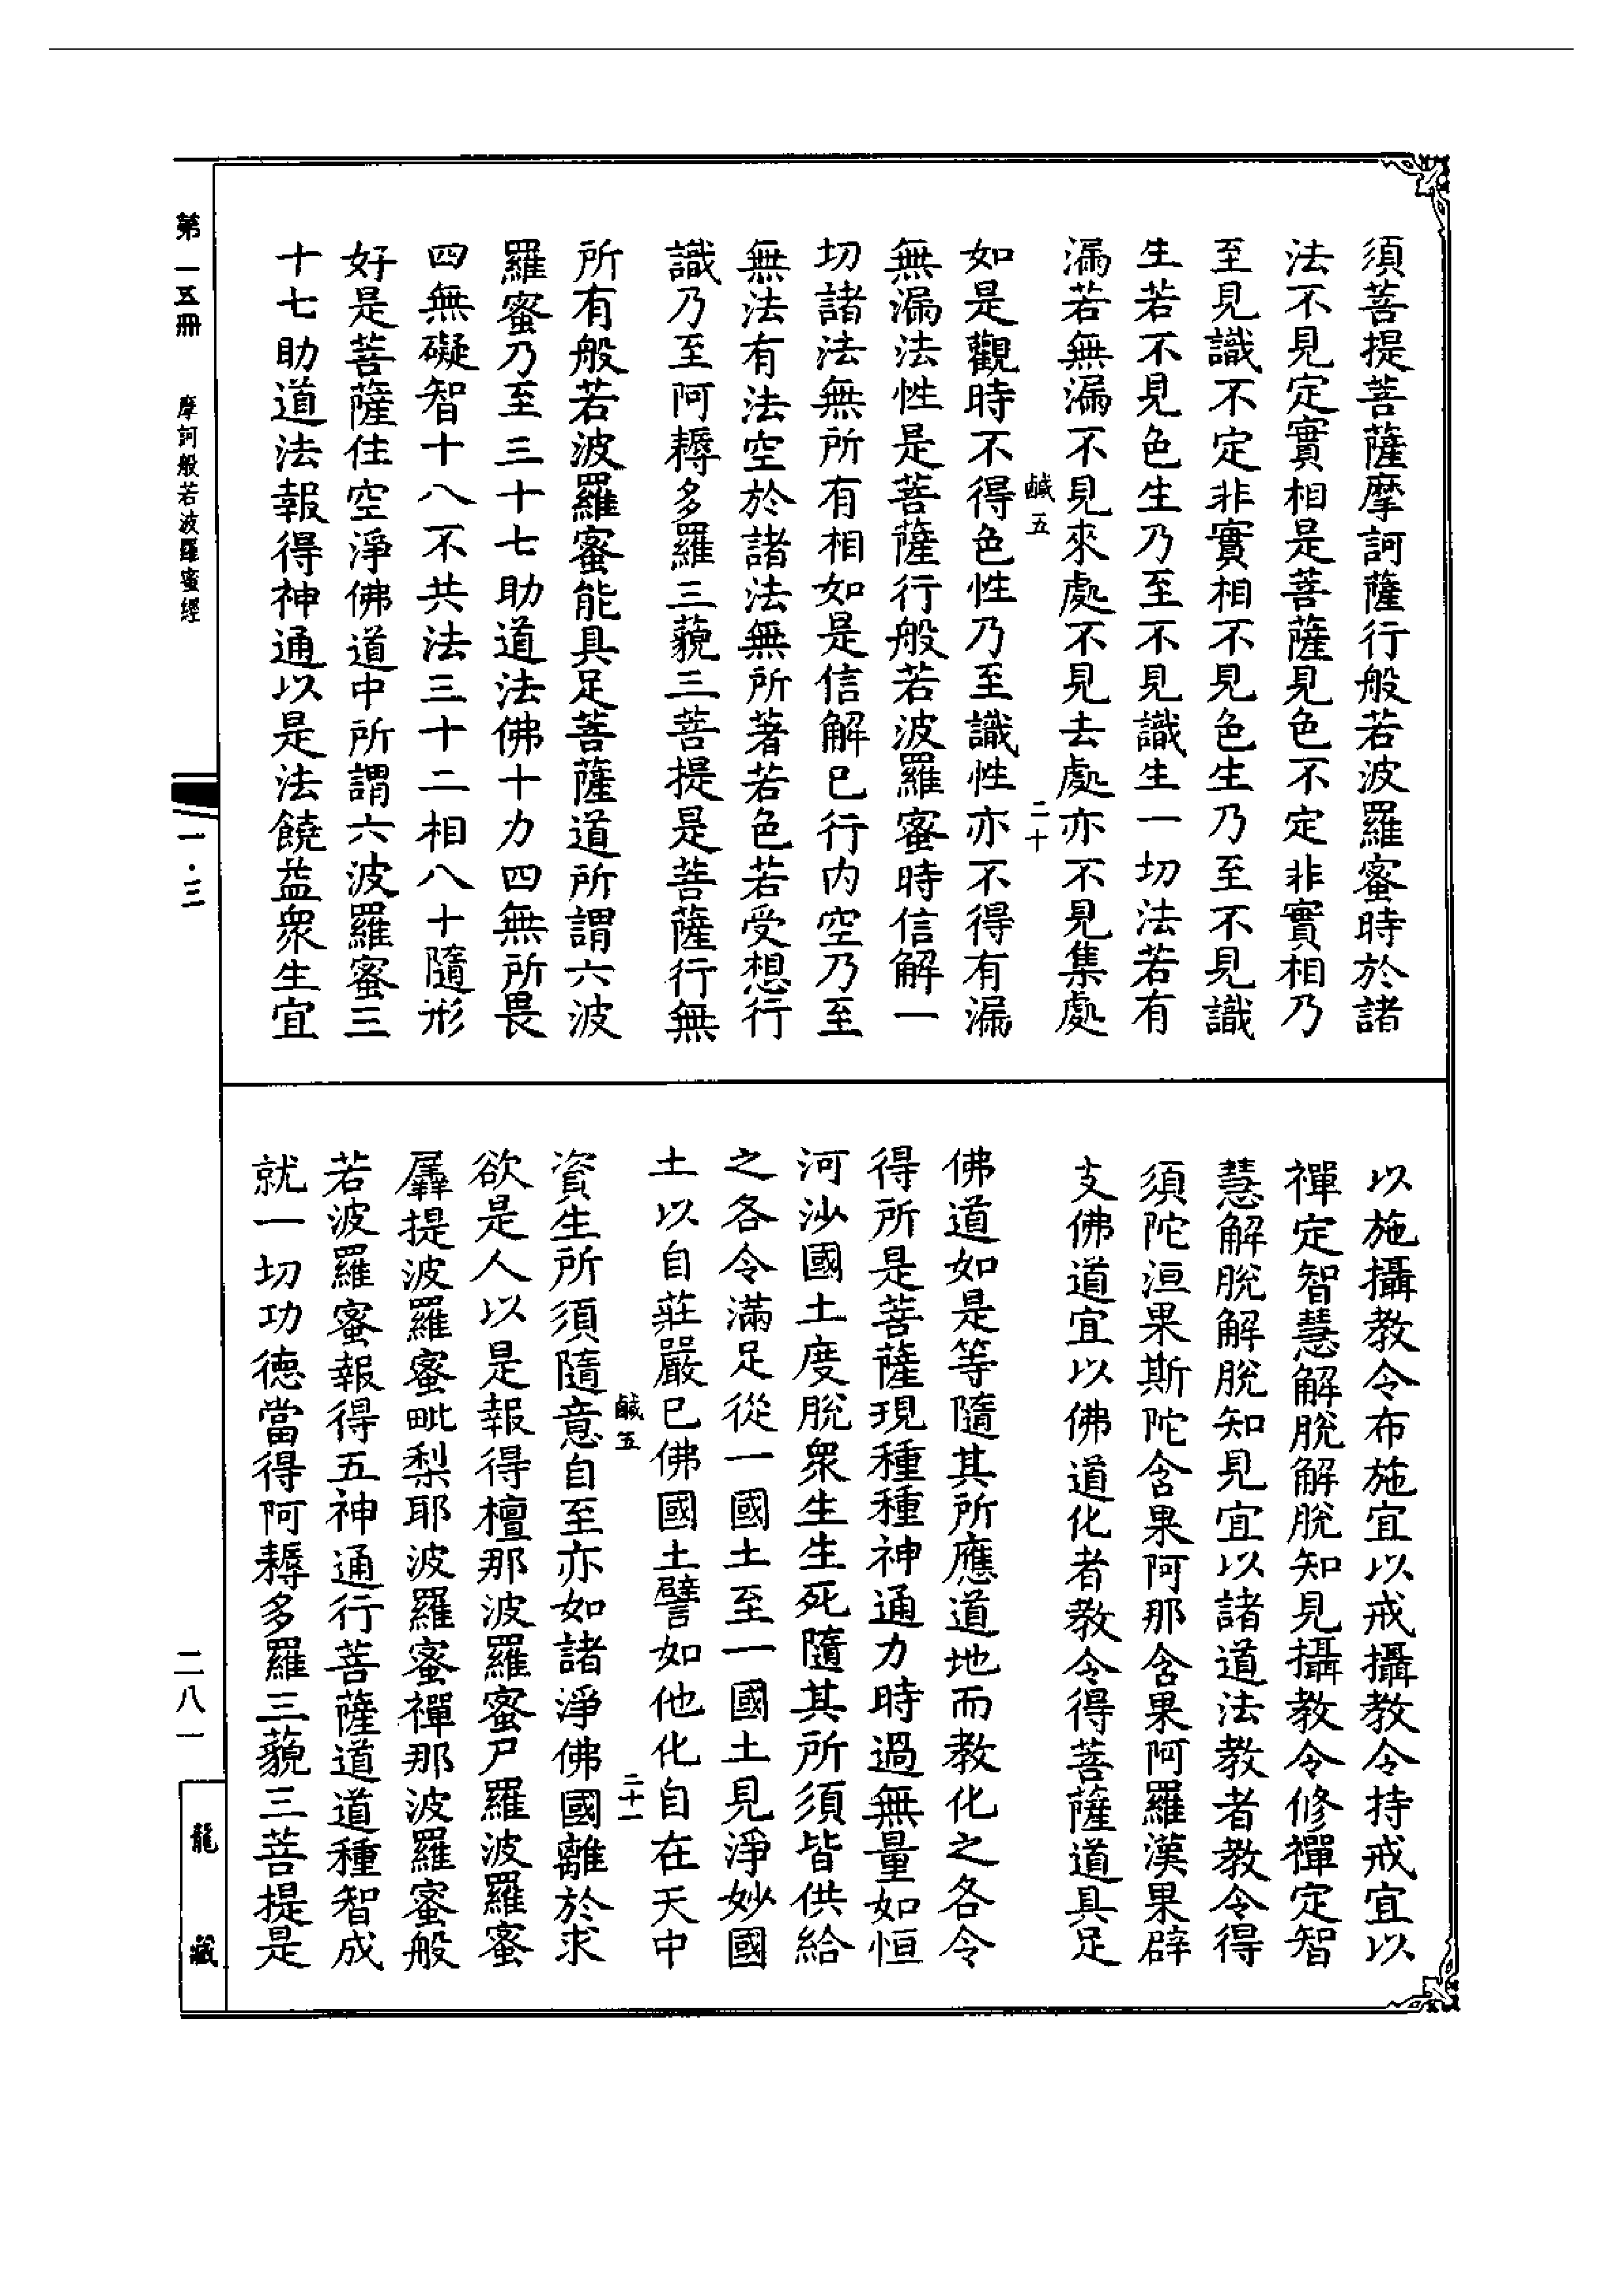 須菩提菩薩摩訶薩行般若波羅蜜時於諸
法不見定實相是菩薩見色不定非實相乃
至見識不定非實相不見色生乃至不見識
生若不見色生乃至不見識生一切法若有
漏若無漏不見來處不見去處亦不見集處
鹹五 二十
如是觀時不得色性乃至識性亦不得有漏
無漏法性是菩薩行般若波羅蜜時信解一
切諸法無所有相如是信解已行内空乃至
無法有法空於諸法無所著若色若受想行
識乃至阿耨多羅三藐三菩提是菩薩行無
所有般若波羅蜜能具足菩薩道所謂六波
羅蜜乃至三十七助道法佛十力四無所畏
四無礙智十八不共法三十二相八十隨形
好是菩薩住空淨佛道中所謂六波羅蜜三
十七助道法報得神通以是法饒益衆生宜
以施攝教令布施宜以戒攝教令持戒宜以
禪定智慧解脫解脫知見攝教令修禪定智
慧解脫解脫知見宜以諸道法教者教令得
須陀洹果斯陀含果阿那含果阿羅漢果辟
支佛道宜以佛道化者教令得菩薩道具足
佛道如是等隨其所應道地而教化之各令
得所是菩薩現種種神通力時過無量如恒
河沙國土度脫衆生生死隨其所須皆供給
之各令滿足從一國土至一國土見淨妙國
土以自莊嚴已佛國土譬如他化自在天中
鹹五 二十一
資生所須隨意自至亦如諸淨佛國離於求
欲是人以是報得檀那波羅蜜尸羅波羅蜜
羼提波羅蜜毗梨耶波羅蜜禪那波羅蜜般
若波羅蜜報得五神通行菩薩道道種智成
就一切功德當得阿耨多羅三藐三菩提是
第一五冊 摩訶般若波羅蜜經 一·三 二八一
龍藏